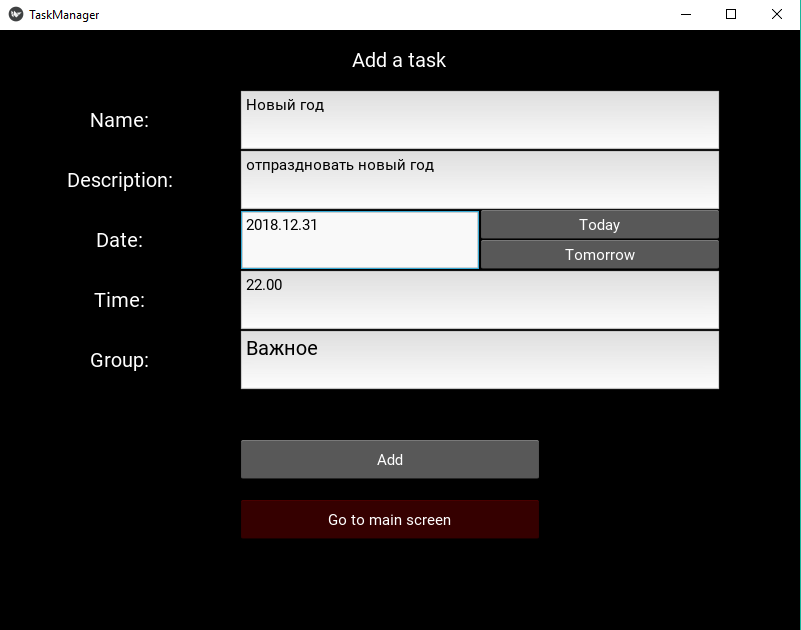 TaskManager
Add a task
Name:
Новый год
Description:
отпраздновать новый год
Date:
2018.12.31
Today
Tomorrow
Time:
22.00
Group:
Важное
Add
Go to main screen